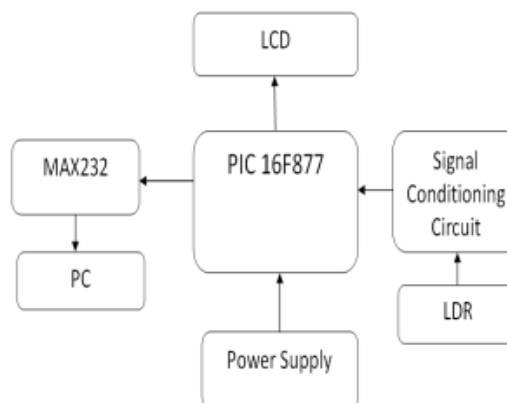 LCD
MAX232
PIC 16F877
Signal
Conditioning
Circuit
PC
LDR
Power Supply